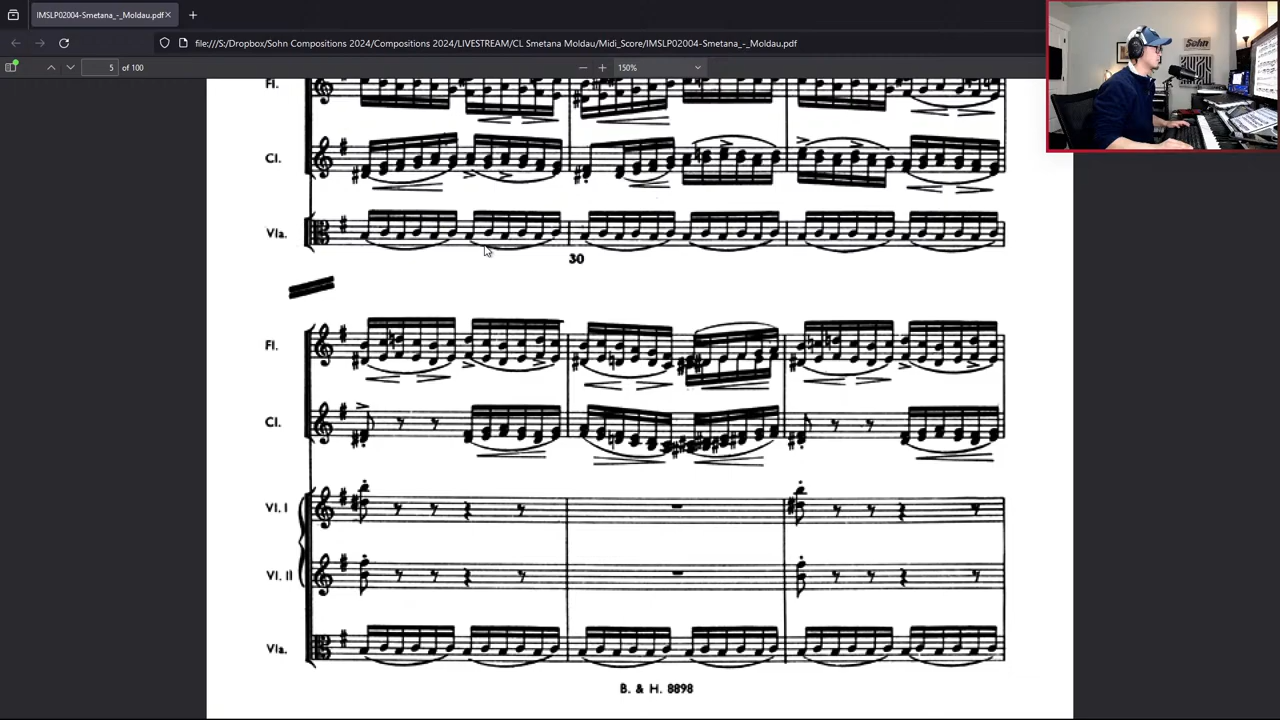 IMSLP02004-Smetana_-_Moldau.pdf
file:///S:/Dropbox/Sohn Compositions 2024/Compositions 2024/LIVESTREAM/CL Smetana Moldau/Midi_Score/IMSLP02004-Smetana_-_Moldau.pdf
5 of 100
150%
Sohn
Fl.
Cl.
Vla.
30
Fl.
Cl.
Vl. I
Vl. II
Vla.
B. & H. 8898